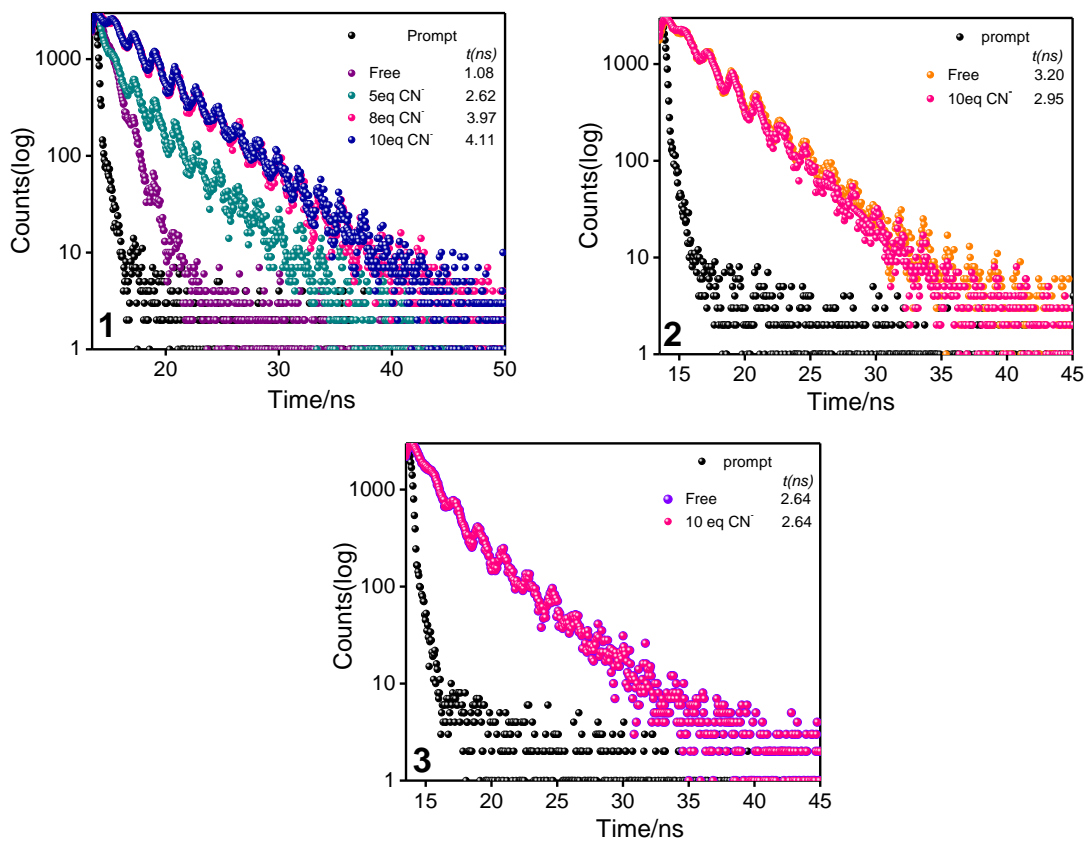 Prompt
t(ns)
Free 1.08
5eq CN⁻ 2.62
8eq CN⁻ 3.97
10eq CN⁻ 4.11
1000
100
10
1
Counts(log)
1
20 30 40 50
Time/ns
prompt
t(ns)
Free 3.20
10eq CN⁻ 2.95
1000
100
10
1
Counts(log)
2
15 20 25 30 35 40 45
Time/ns
prompt
t(ns)
Free 2.64
10 eq CN⁻ 2.64
1000
100
10
1
Counts(log)
3
15 20 25 30 35 40 45
Time/ns